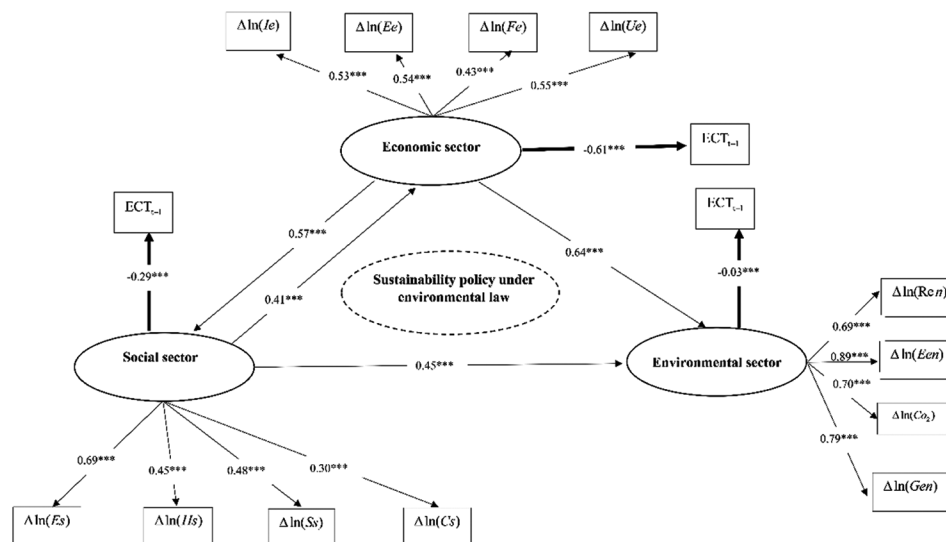 Δln(Ie)
Δln(Ee)
Δln(Fe)
Δln(Ue)
0.53***
0.54***
0.43***
0.55***
Economic sector
-0.61***
ECTt–1
ECTt–1
ECTt–1
0.57***
0.64***
-0.29***
-0.03***
0.41***
Sustainability policy under
environmental law
Δln(Ren)
0.69***
Social sector
0.45***
Environmental sector
0.89***
Δln(Een)
0.70***
Δln(Co₂)
0.79***
0.69***
0.45***
0.48***
0.30***
Δln(Gen)
Δln(Es)
Δln(Hs)
Δln(Ss)
Δln(Cs)